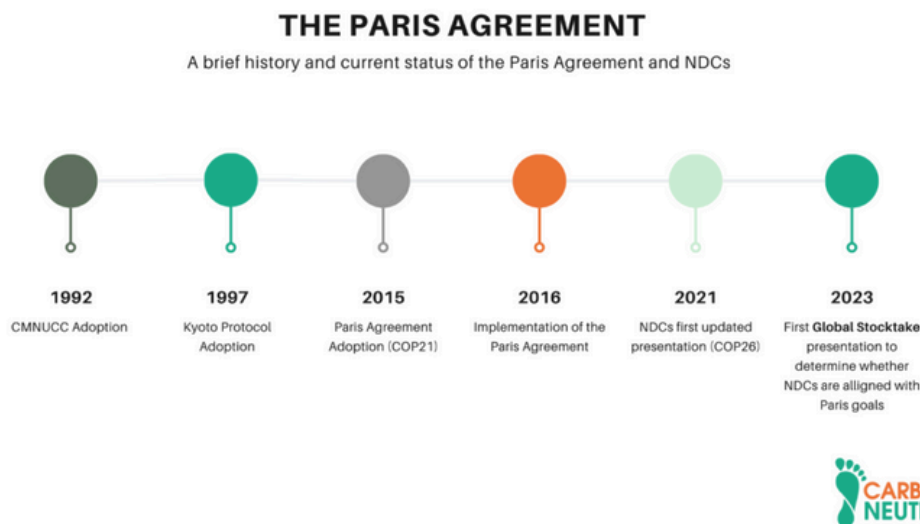 THE PARIS AGREEMENT
A brief history and current status of the Paris Agreement and NDCs
1992
CMNUCC Adoption
1997
Kyoto Protocol
Adoption
2015
Paris Agreement
Adoption (COP21)
2016
Implementation of the
Paris Agreement
2021
NDCs first updated
presentation (COP26)
2023
First Global Stocktake
presentation to
determine whether
NDCs are alligned with
Paris goals
CARB
NEUT